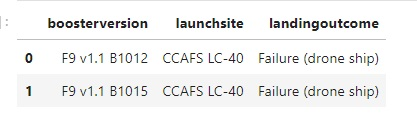 ]:
boosterversion launchsite landingoutcome
0 F9 v1.1 B1012 CCAFS LC-40 Failure (drone ship)
1 F9 v1.1 B1015 CCAFS LC-40 Failure (drone ship)